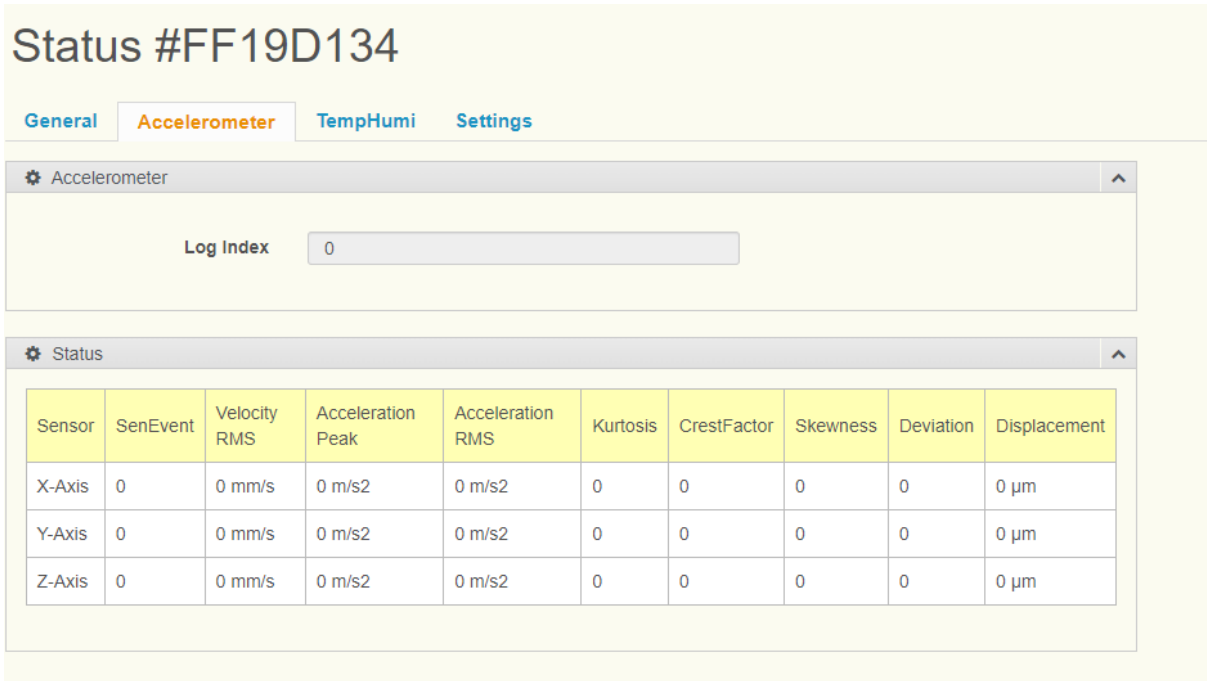 Status #FF19D134
General Accelerometer TempHumi Settings
Accelerometer
Log Index 0
Status
Sensor SenEvent Velocity RMS Acceleration Peak Acceleration RMS Kurtosis CrestFactor Skewness Deviation Displacement
X-Axis 0 0 mm/s 0 m/s2 0 m/s2 0 0 0 0 0 µm
Y-Axis 0 0 mm/s 0 m/s2 0 m/s2 0 0 0 0 0 µm
Z-Axis 0 0 mm/s 0 m/s2 0 m/s2 0 0 0 0 0 µm